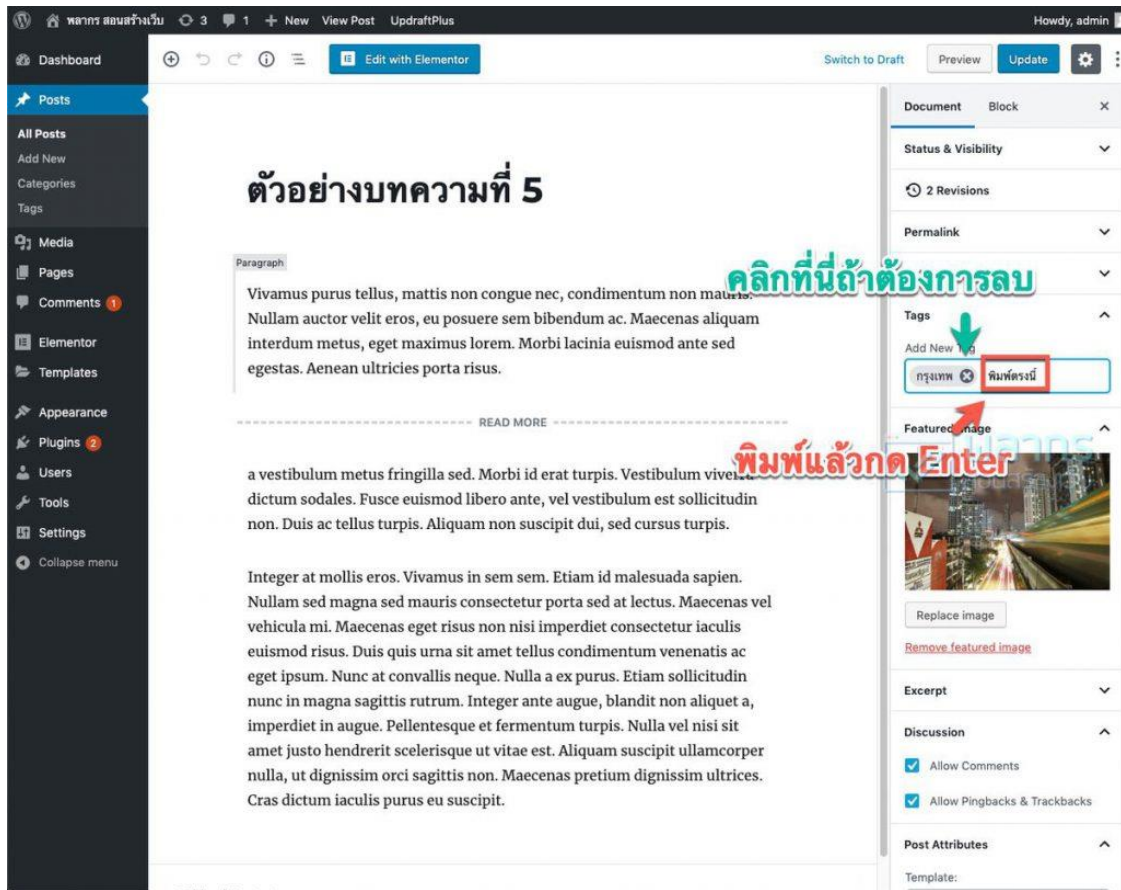 พลากร สอนสร้างเว็บ 3 1 + New View Post UpdraftPlus Howdy, admin
Dashboard
Posts
All Posts
Add New
Categories
Tags
Media
Pages
Comments 1
Elementor
Templates
Appearance
Plugins 2
Users
Tools
Settings
Collapse menu
Edit with Elementor
Switch to Draft Preview Update
ตัวอย่างบทความที่ 5
Paragraph
Vivamus purus tellus, mattis non congue nec, condimentum non mauris.
Nullam auctor velit eros, eu posuere sem bibendum ac. Maecenas aliquam
interdum metus, eget maximus lorem. Morbi lacinia euismod ante sed
egestas. Aenean ultricies porta risus.
READ MORE
a vestibulum metus fringilla sed. Morbi id erat turpis. Vestibulum viverra
dictum sodales. Fusce euismod libero ante, vel vestibulum est sollicitudin
non. Duis ac tellus turpis. Aliquam non suscipit dui, sed cursus turpis.
Integer at mollis eros. Vivamus in sem sem. Etiam id malesuada sapien.
Nullam sed magna sed mauris consectetur porta sed at lectus. Maecenas vel
vehicula mi. Maecenas eget risus non nisi imperdiet consectetur iaculis
euismod risus. Duis quis urna sit amet tellus condimentum venenatis ac
eget ipsum. Nunc at convallis neque. Nulla a ex purus. Etiam sollicitudin
nunc in magna sagittis rutrum. Integer ante augue, blandit non aliquet a,
imperdiet in augue. Pellentesque et fermentum turpis. Nulla vel nisi sit
amet justo hendrerit scelerisque ut vitae est. Aliquam suscipit ullamcorper
nulla, ut dignissim orci sagittis non. Maecenas pretium dignissim ultrices.
Cras dictum iaculis purus eu suscipit.
Document Block
Status & Visibility
2 Revisions
Permalink
คลิกที่นี่ถ้าต้องการลบ
Tags
Add New Tag
กรุงเทพ พิมพ์ตรงนี้
Featured Image
พิมพ์แล้วกด Enter
พลากร
Replace image
Remove featured image
Excerpt
Discussion
Allow Comments
Allow Pingbacks & Trackbacks
Post Attributes
Template: